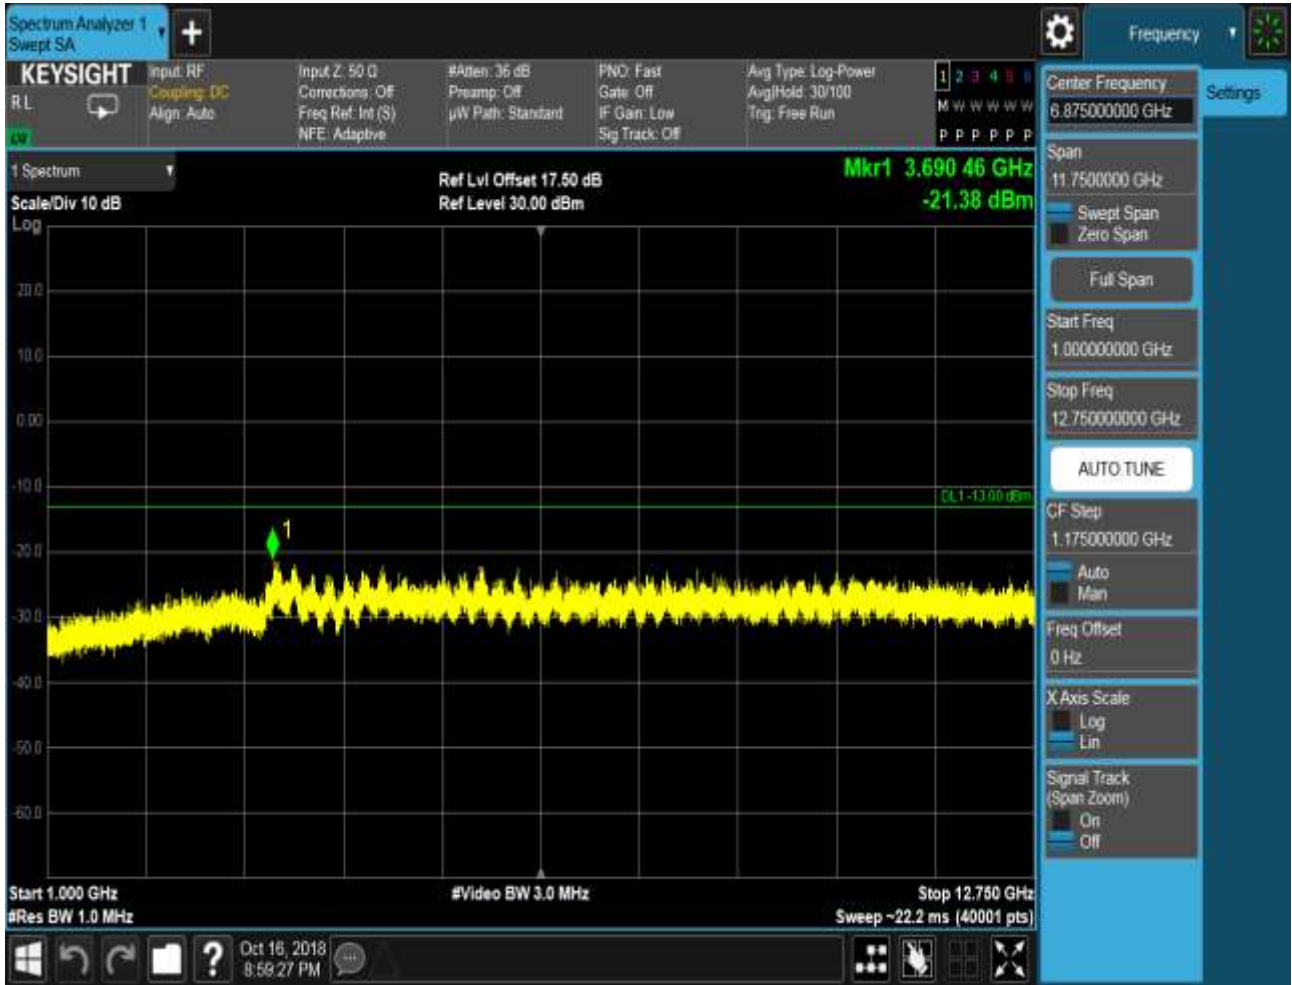 Spectrum Analyzer 1
Swept SA
+
Frequency
KEYSIGHT
RL
Input: RF
Coupling: DC
Align: Auto
Input Z: 50 Ω
Corrections: Off
Freq Ref: Int (S)
NFE: Adaptive
#Atten: 36 dB
Preamp: Off
µW Path: Standard
PNO: Fast
Gate: Off
IF Gain: Low
Sig Track: Off
Avg Type: Log-Power
Avg|Hold: 30/100
Trig: Free Run
1 2 3 4 5 6
M W W W W W
P P P P P P
Settings
1 Spectrum
Scale/Div 10 dB
Log
Ref Lvl Offset 17.50 dB
Ref Level 30.00 dBm
Mkr1 3.690 46 GHz
-21.38 dBm
20.0
10.0
0.00
-10.0
-20.0
-30.0
-40.0
-50.0
-60.0
DL1 -13.00 dBm
1
Start 1.000 GHz
#Res BW 1.0 MHz
#Video BW 3.0 MHz
Stop 12.750 GHz
Sweep ~22.2 ms (40001 pts)
Center Frequency
6.875000000 GHz
Span
11.7500000 GHz
Swept Span
Zero Span
Full Span
Start Freq
1.000000000 GHz
Stop Freq
12.750000000 GHz
AUTO TUNE
CF Step
1.175000000 GHz
Auto
Man
Freq Offset
0 Hz
X Axis Scale
Log
Lin
Signal Track
(Span Zoom)
On
Off
?
Oct 16, 2018
8:59:27 PM